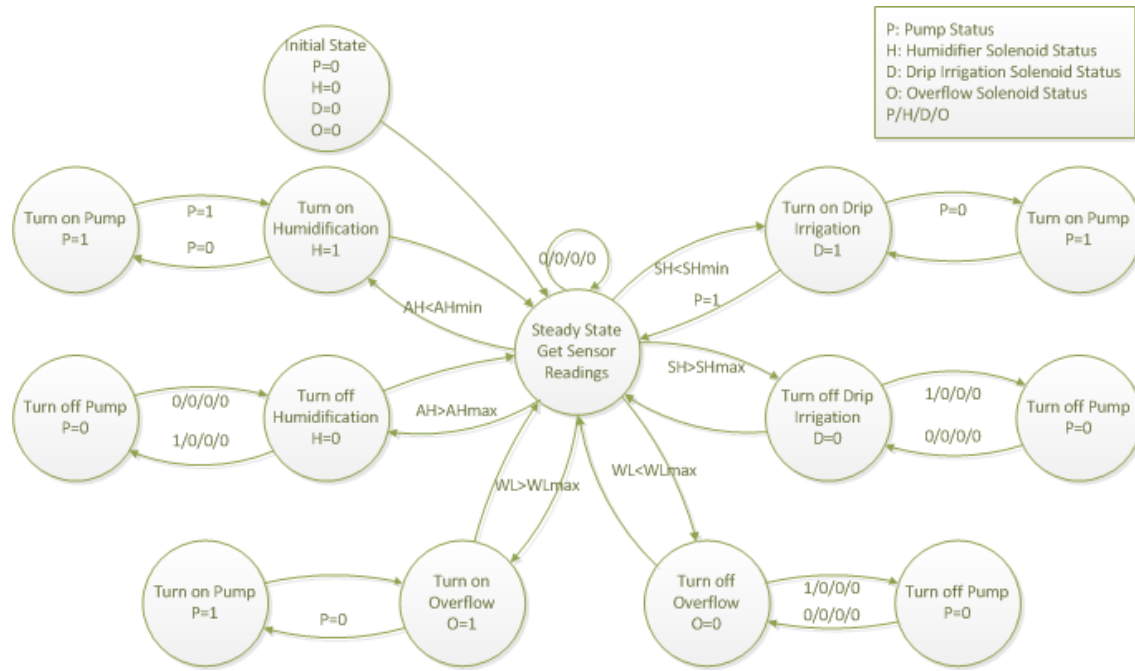 Initial State
P=0
H=0
D=0
O=0
P: Pump Status
H: Humidifier Solenoid Status
D: Drip Irrigation Solenoid Status
O: Overflow Solenoid Status
P/H/D/O
Turn on Pump
P=1
P=1
P=0
Turn on
Humidification
H=1
AH<AHmin
0/0/0/0
SH<SHmin
P=1
Turn on Drip
Irrigation
D=1
P=0
Turn on Pump
P=1
Steady State
Get Sensor
Readings
Turn off Pump
P=0
0/0/0/0
1/0/0/0
Turn off
Humidification
H=0
AH>AHmax
SH>SHmax
Turn off Drip
Irrigation
D=0
1/0/0/0
0/0/0/0
Turn off Pump
P=0
WL>WLmax
WL<WLmax
Turn on Pump
P=1
P=0
Turn on
Overflow
O=1
Turn off
Overflow
O=0
1/0/0/0
0/0/0/0
Turn off Pump
P=0